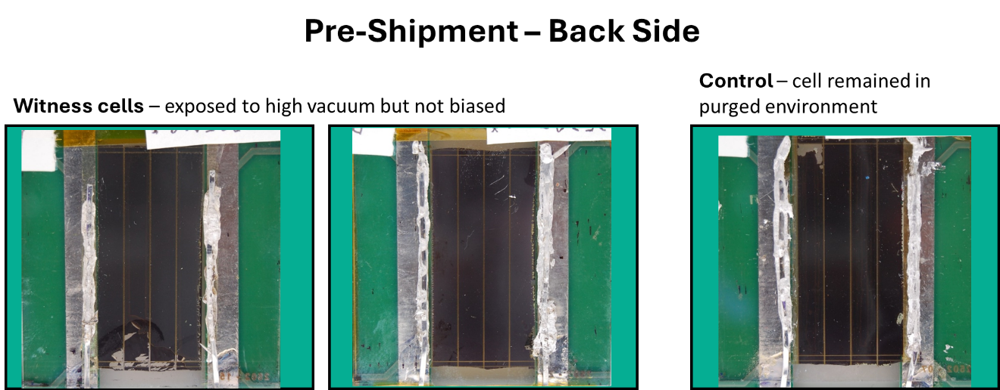 Pre-Shipment – Back Side
Control – cell remained in
purged environment
Witness cells – exposed to high vacuum but not biased